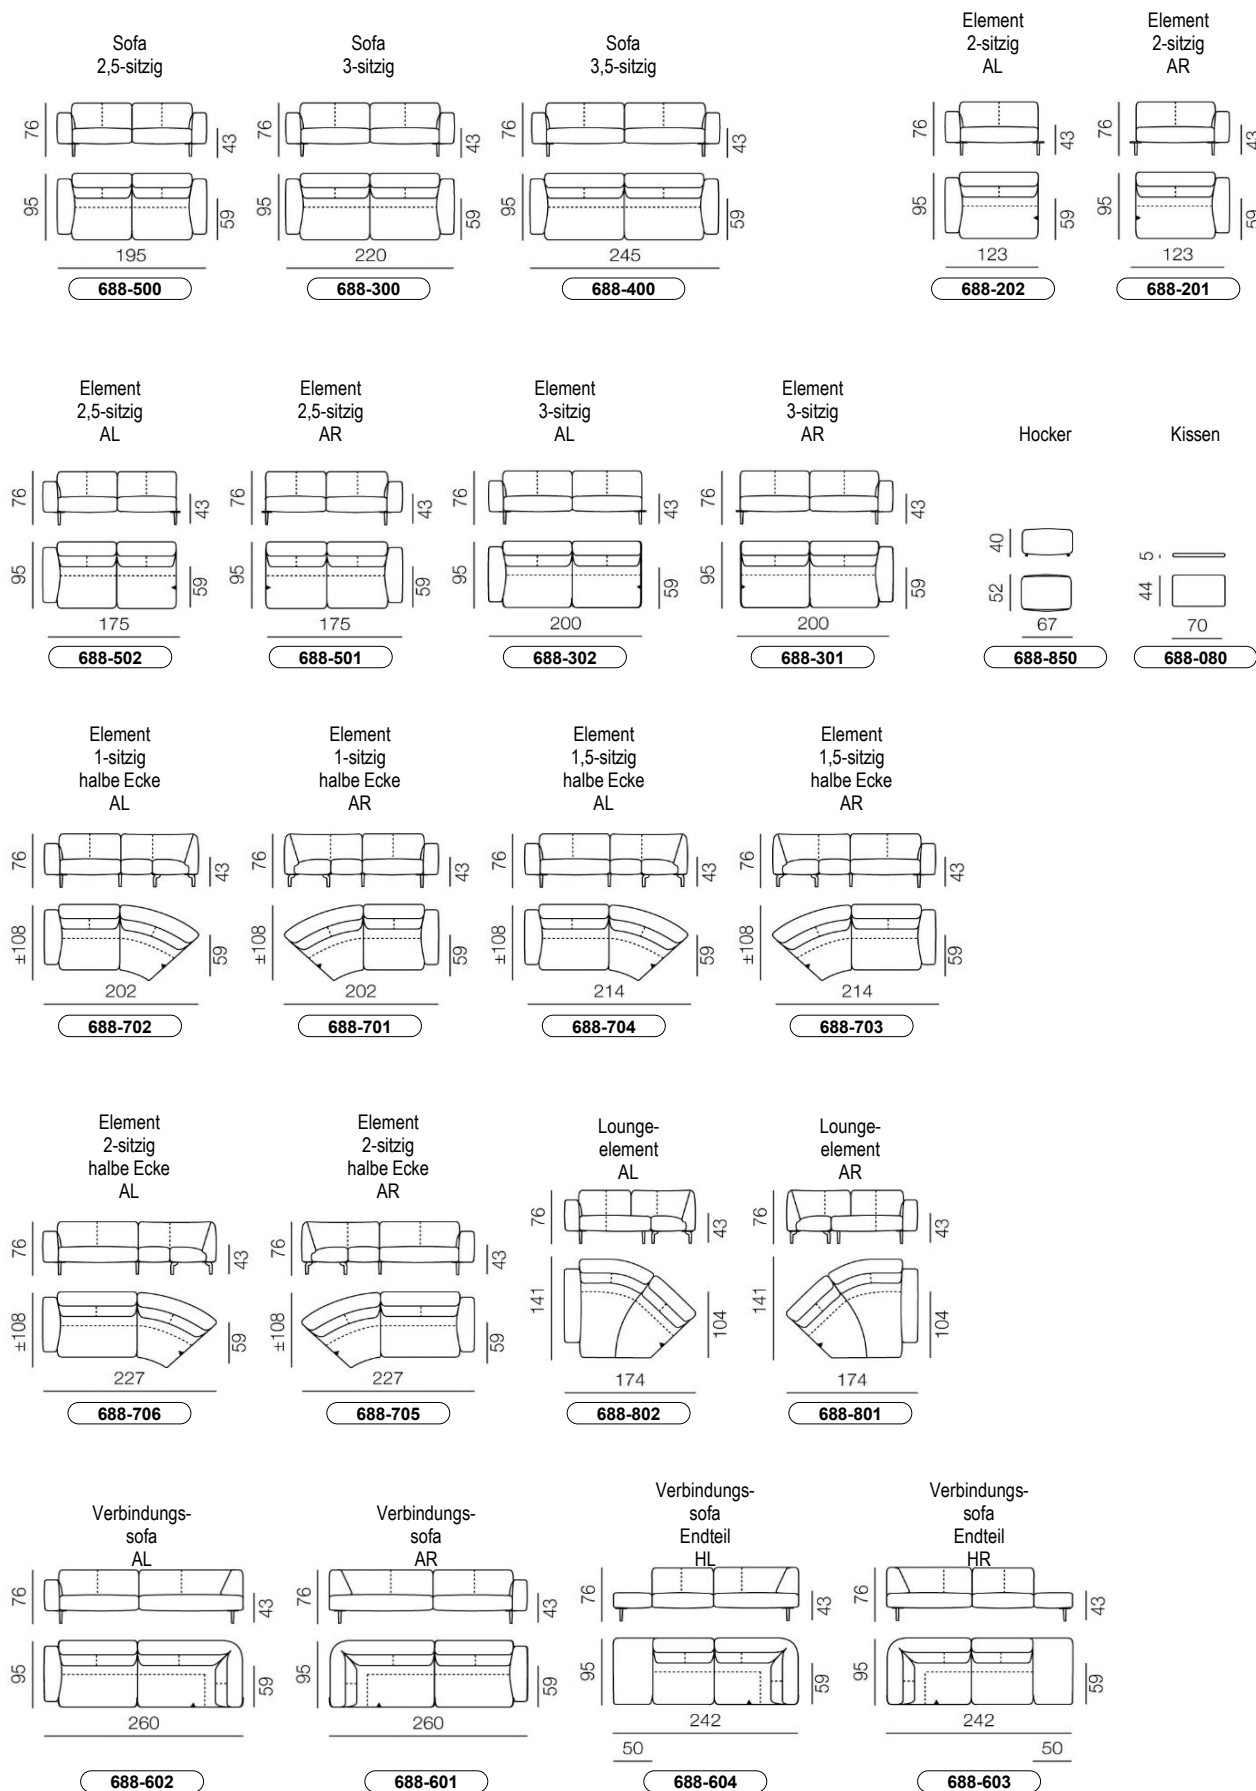 Sofa
2,5-sitzig
76
43
95
59
195
688-500
Sofa
3-sitzig
76
43
95
59
220
688-300
Sofa
3,5-sitzig
76
43
95
59
245
688-400
Element
2-sitzig
AL
76
43
95
59
123
688-202
Element
2-sitzig
AR
76
43
95
59
123
688-201
Element
2,5-sitzig
AL
76
43
95
59
175
688-502
Element
2,5-sitzig
AR
76
43
95
59
175
688-501
Element
3-sitzig
AL
76
43
95
59
200
688-302
Element
3-sitzig
AR
76
43
95
59
200
688-301
Hocker
40
52
67
688-850
Kissen
5
44
70
688-080
Element
1-sitzig
halbe Ecke
AL
76
43
±108
59
202
688-702
Element
1-sitzig
halbe Ecke
AR
76
43
±108
59
202
688-701
Element
1,5-sitzig
halbe Ecke
AL
76
43
±108
59
214
688-704
Element
1,5-sitzig
halbe Ecke
AR
76
43
±108
59
214
688-703
Element
2-sitzig
halbe Ecke
AL
76
43
±108
59
227
688-706
Element
2-sitzig
halbe Ecke
AR
76
43
±108
59
227
688-705
Lounge-
element
AL
76
43
141
104
174
688-802
Lounge-
element
AR
76
43
141
104
174
688-801
Verbindungs-
sofa
AL
76
43
95
59
260
688-602
Verbindungs-
sofa
AR
76
43
95
59
260
688-601
Verbindungs-
sofa
Endteil
HL
76
43
95
59
242
50
688-604
Verbindungs-
sofa
Endteil
HR
76
43
95
59
242
50
688-603